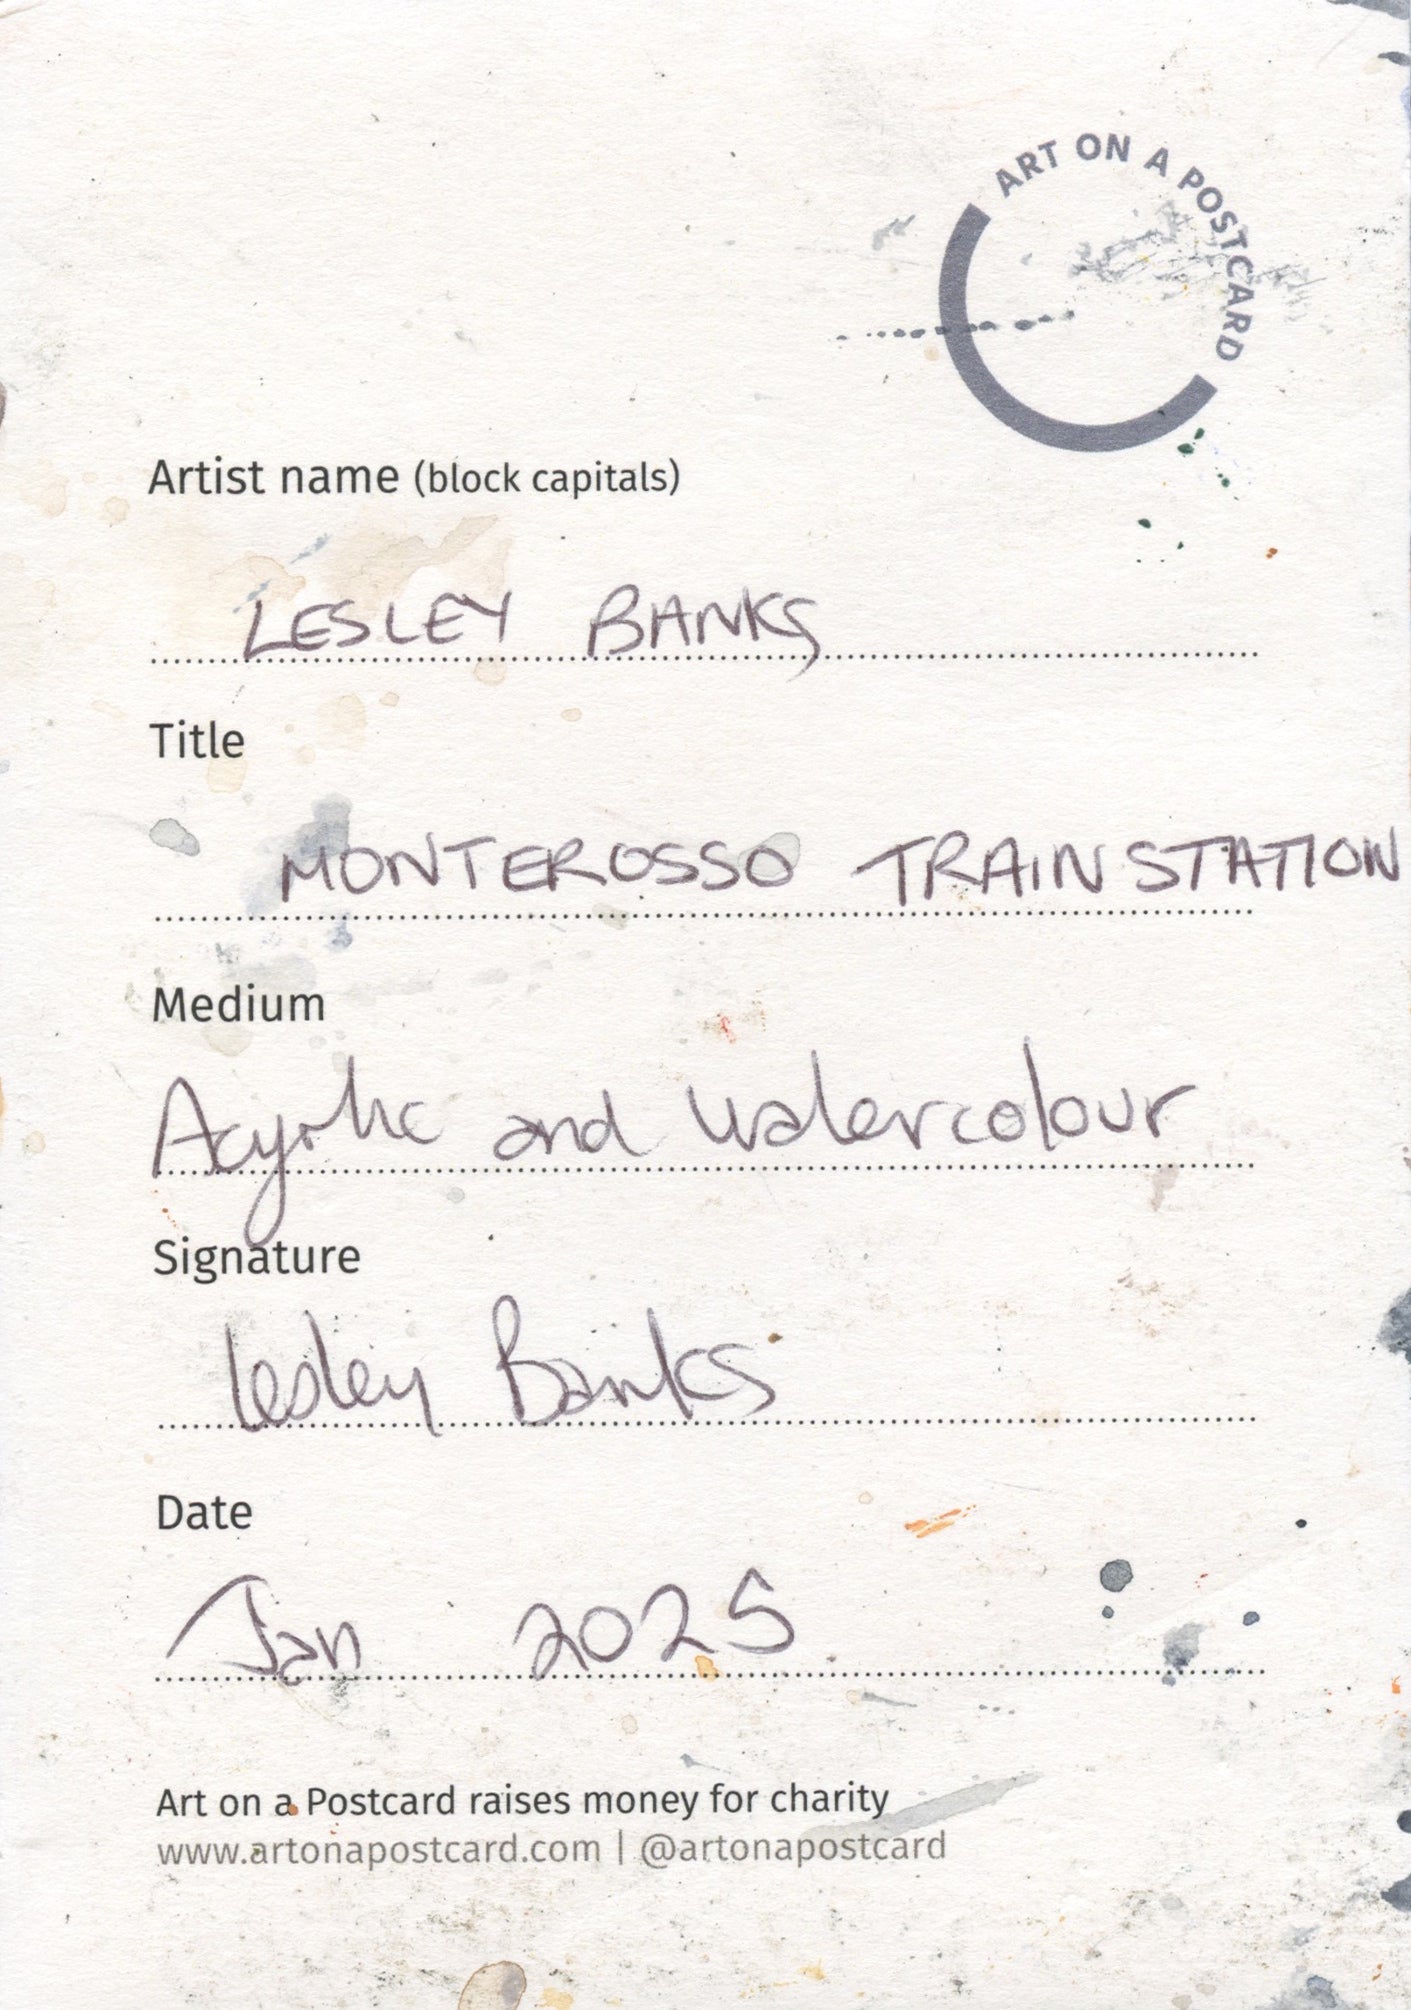 ART ON A POSTCARD
Artist name (block capitals)
LESLEY BANKS
Title
MONTEROSSO TRAIN STATION
Medium
Acyrlic and watercolour
Signature
Lesley Banks
Date
Jan 2025
Art on a Postcard raises money for charity
www.artonapostcard.com | @artonapostcard